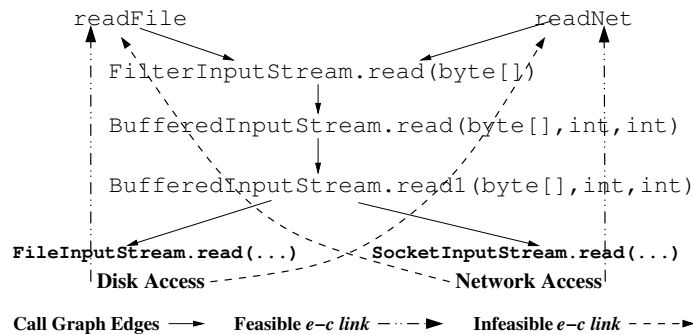 readFile readNet
FilterInputStream.read(byte[])
BufferedInputStream.read(byte[],int,int)
BufferedInputStream.read1(byte[],int,int)
FileInputStream.read(...) SocketInputStream.read(...)
Disk Access Network Access
Call Graph Edges Feasible e-c link Infeasible e-c link